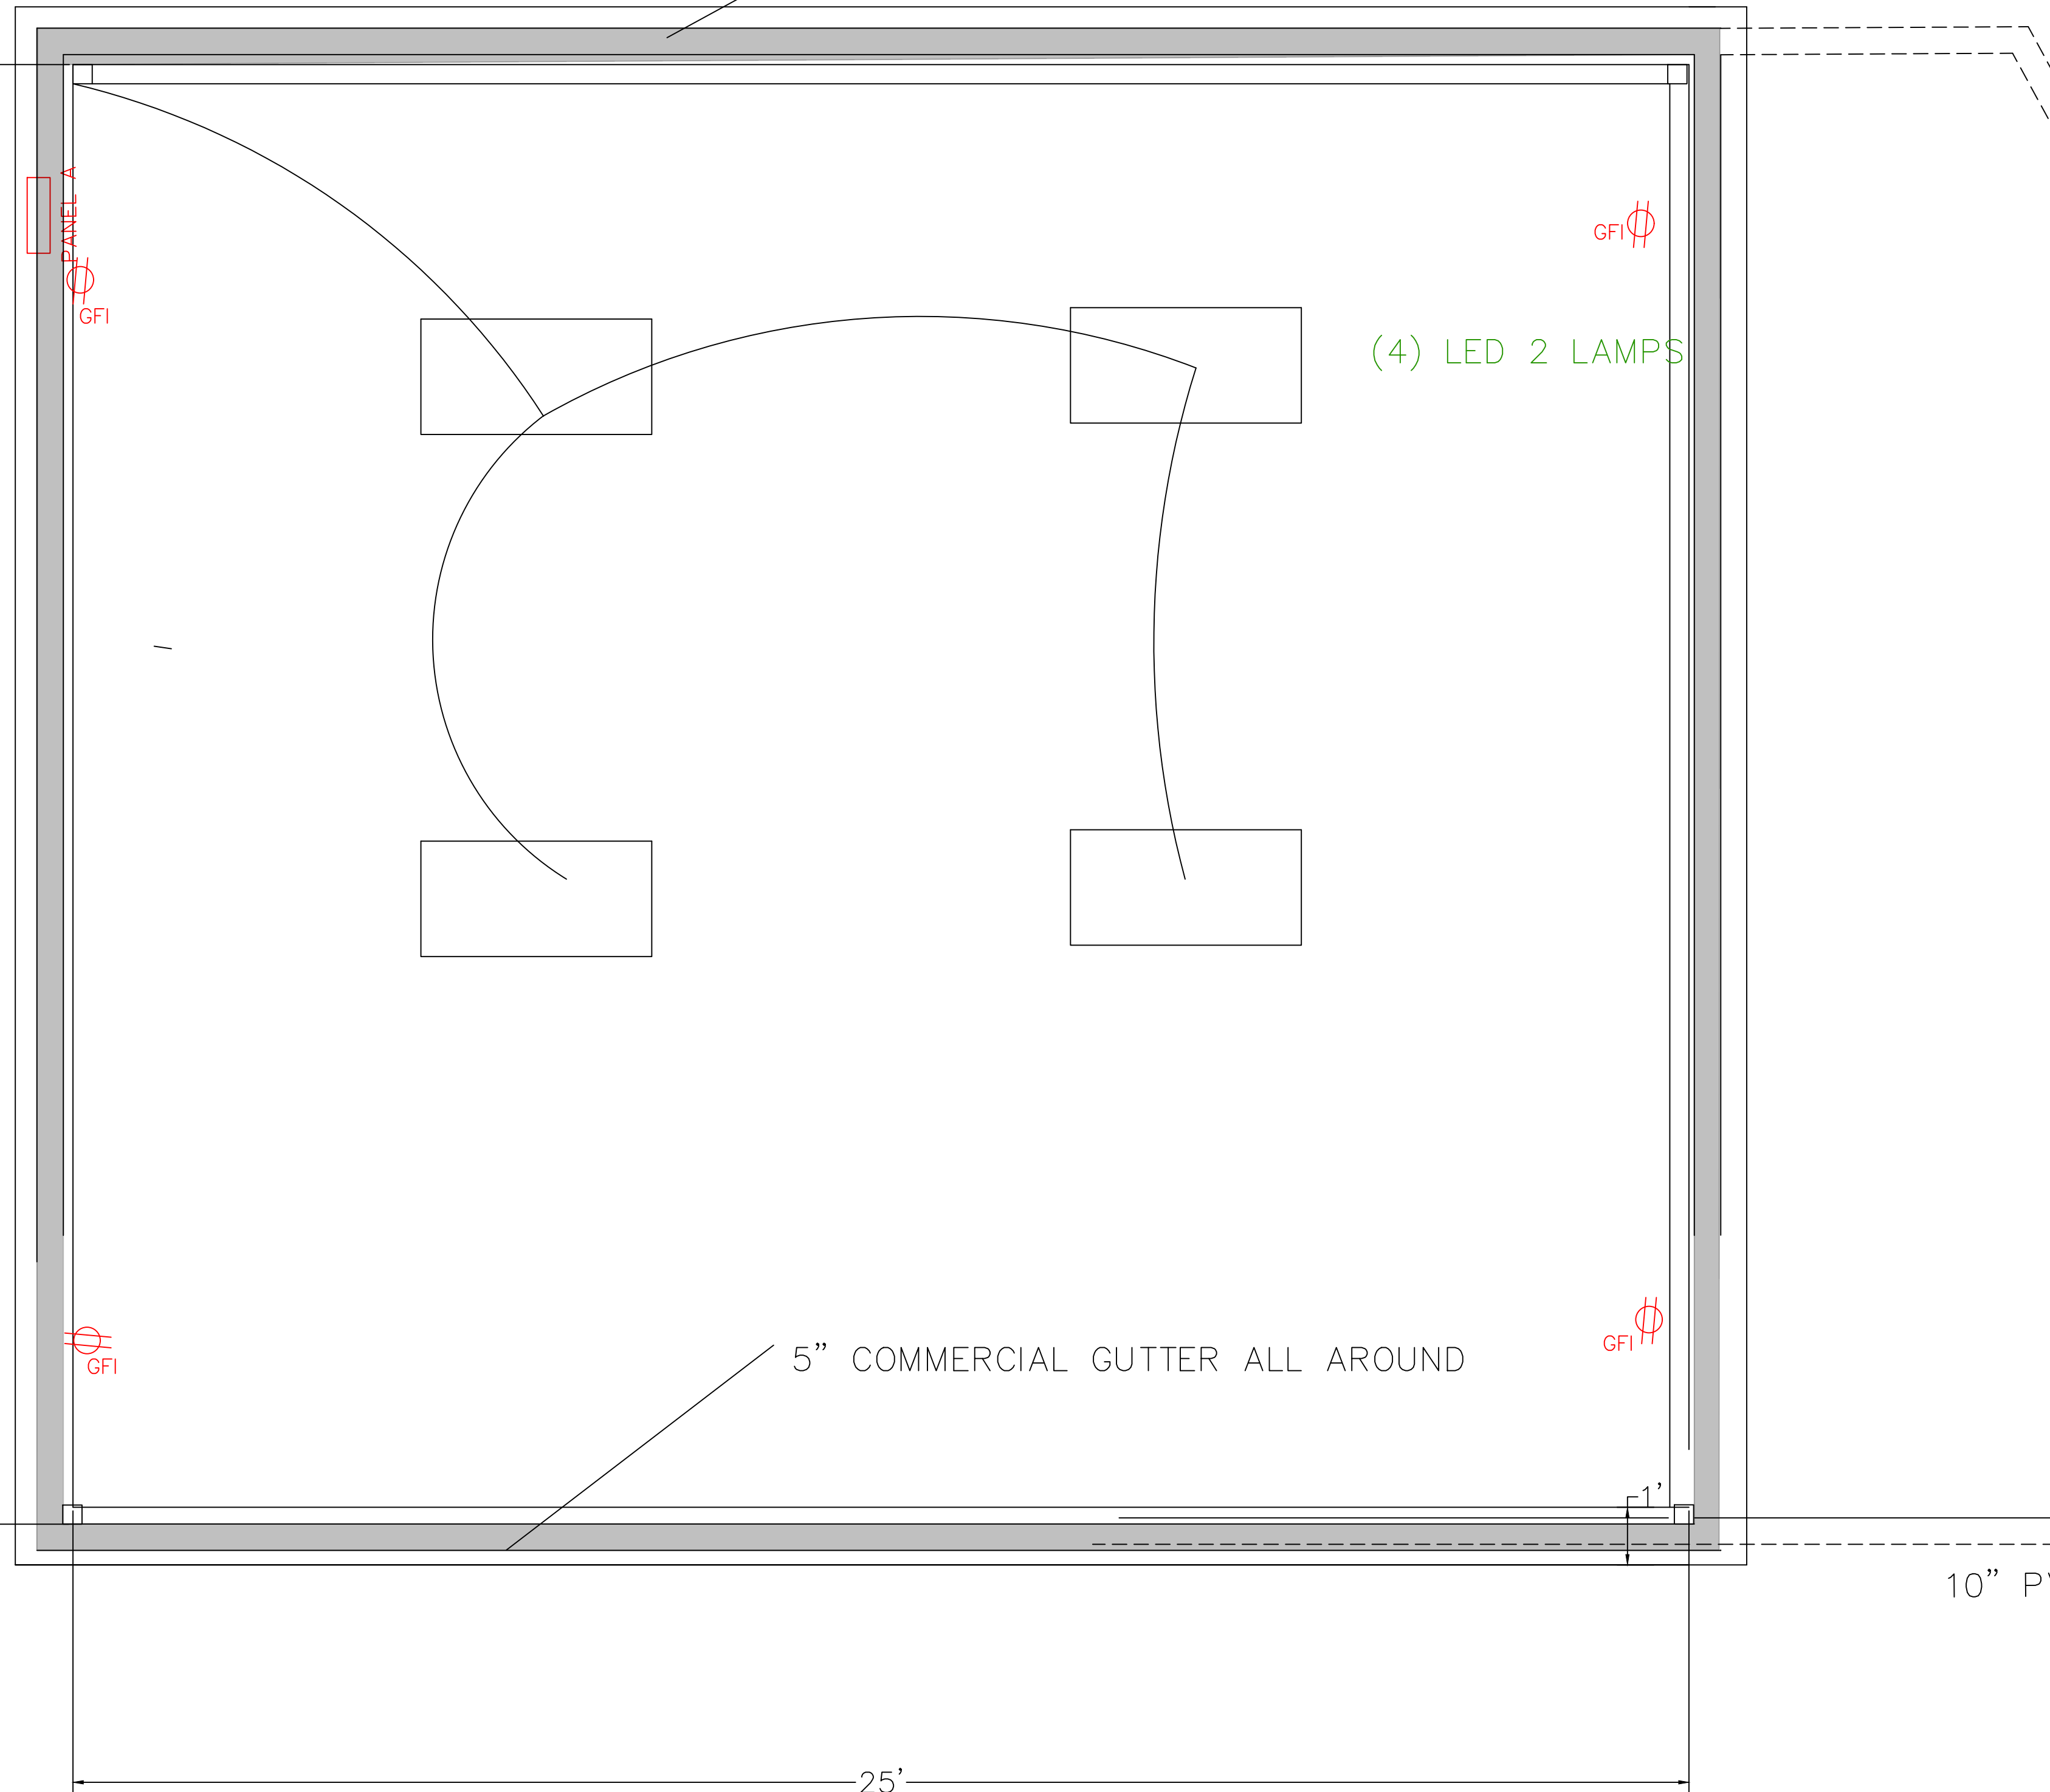 PANEL A
GFI
GFI
(4) LED 2 LAMPS
5” COMMERCIAL GUTTER ALL AROUND
GFI
GFI
1’
10”
25’